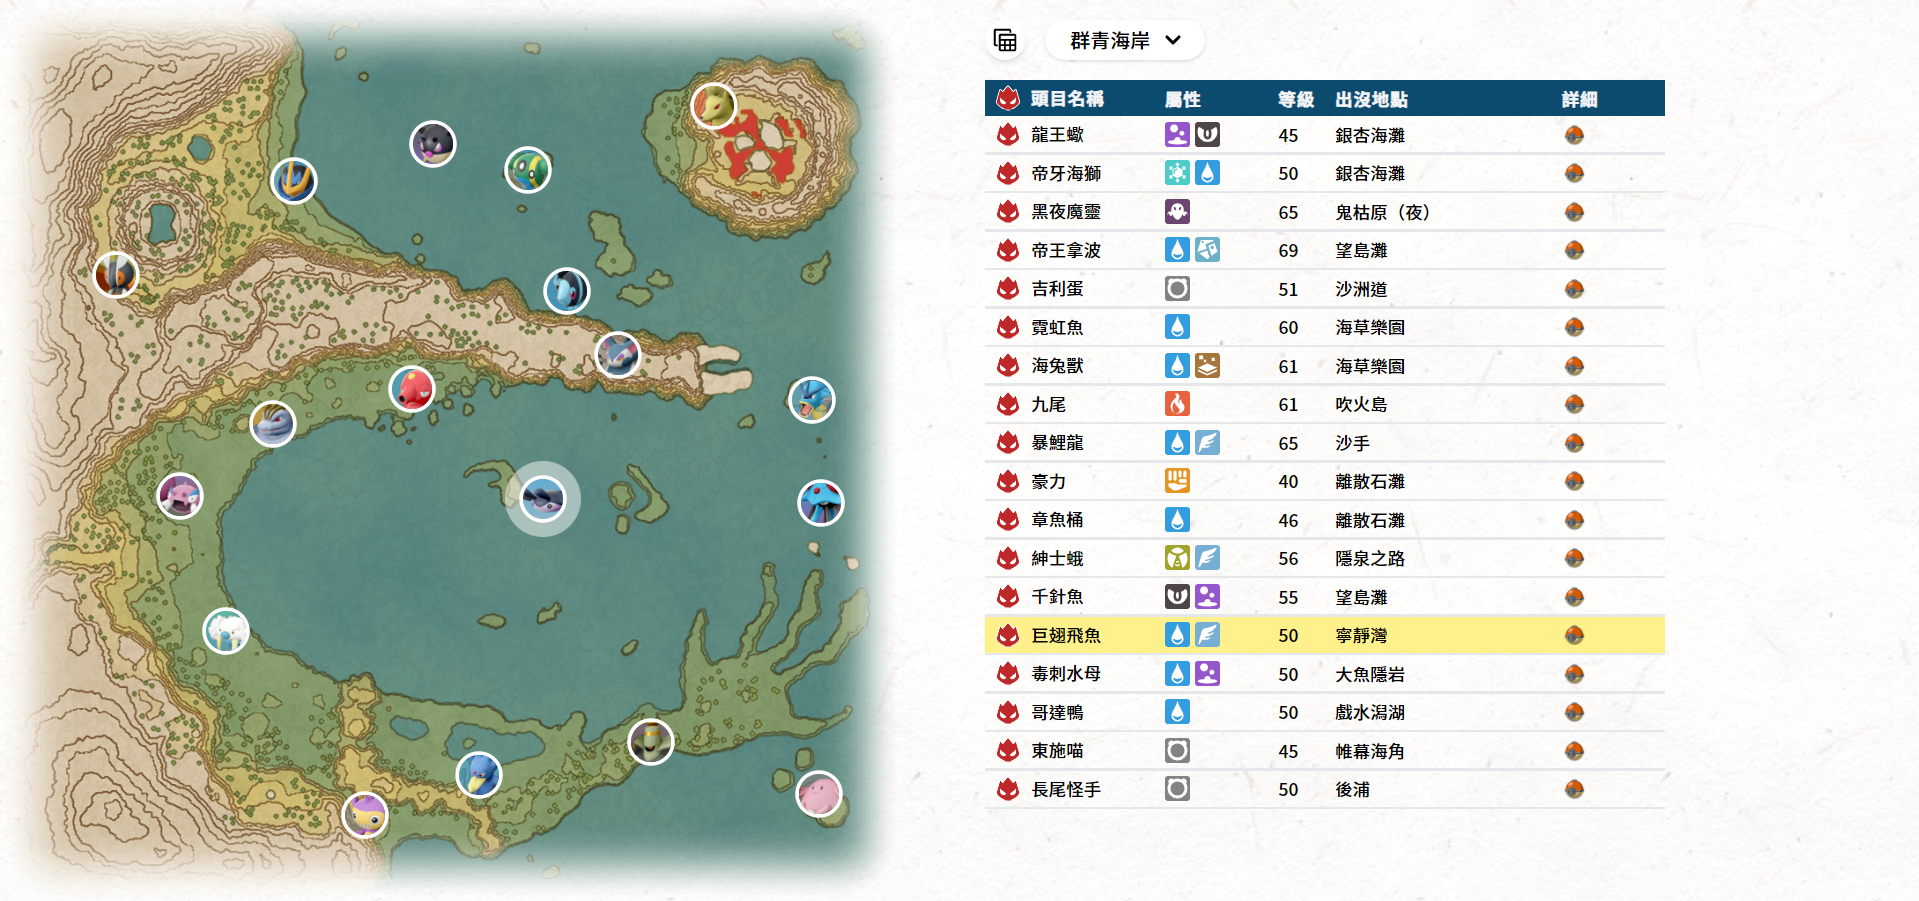 群青海岸
頭目名稱 屬性 等級 出沒地點 詳細
龍王蠍 45 銀杏海灘
帝牙海獅 50 銀杏海灘
黑夜魔靈 65 鬼枯原（夜）
帝王拿波 69 望島灘
吉利蛋 51 沙洲道
霓虹魚 60 海草樂園
海兔獸 61 海草樂園
九尾 61 吹火島
暴鯉龍 65 沙手
豪力 40 離散石灘
章魚桶 46 離散石灘
紳士蛾 56 隱泉之路
千針魚 55 望島灘
巨翅飛魚 50 寧靜灣
毒刺水母 50 大魚隱岩
哥達鴨 50 戲水潟湖
東施喵 45 帷幕海角
長尾怪手 50 後浦